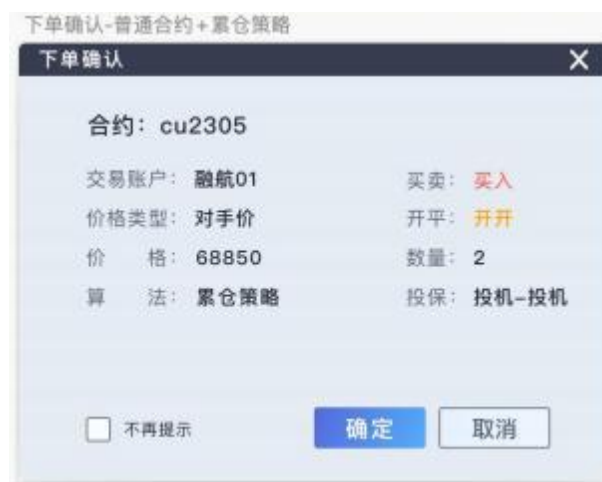 下单确认-普通合约+累仓策略
下单确认
合约：cu2305
交易账户：融航01 买卖：买入
价格类型：对手价 开平：开开
价 格：68850 数量：2
算 法：累仓策略 投保：投机-投机
不再提示 确定 取消